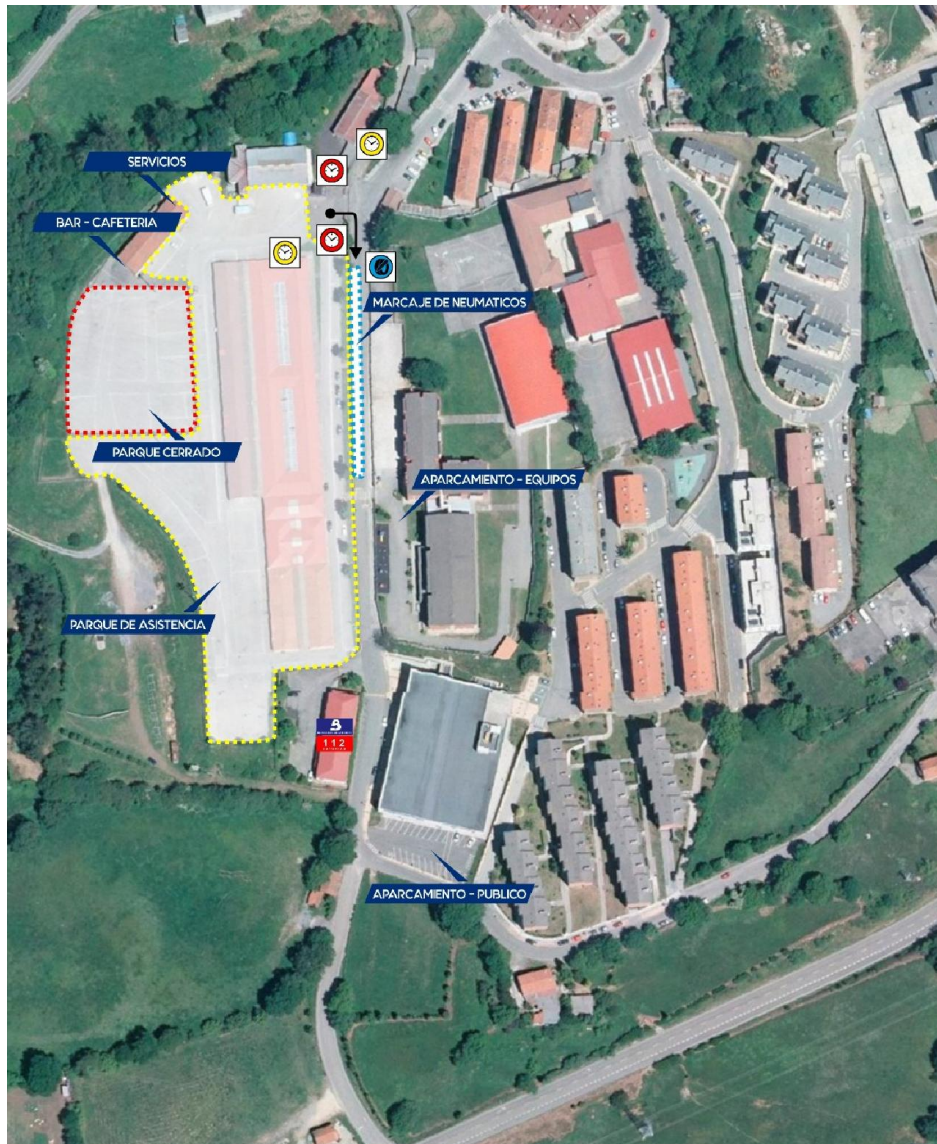 SERVICIOS
BAR - CAFETERIA
MARCAJE DE NEUMATICOS
PARQUE CERRADO
APARCAMIENTO - EQUIPOS
PARQUE DE ASISTENCIA
112
APARCAMIENTO - PUBLICO